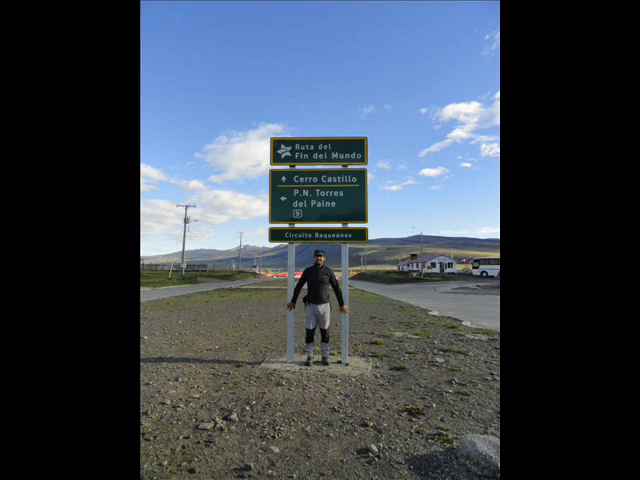 Ruta del
Fin del Mundo
Cerro Castillo
P.N. Torres
del Paine
9
Circuito Baqueanos